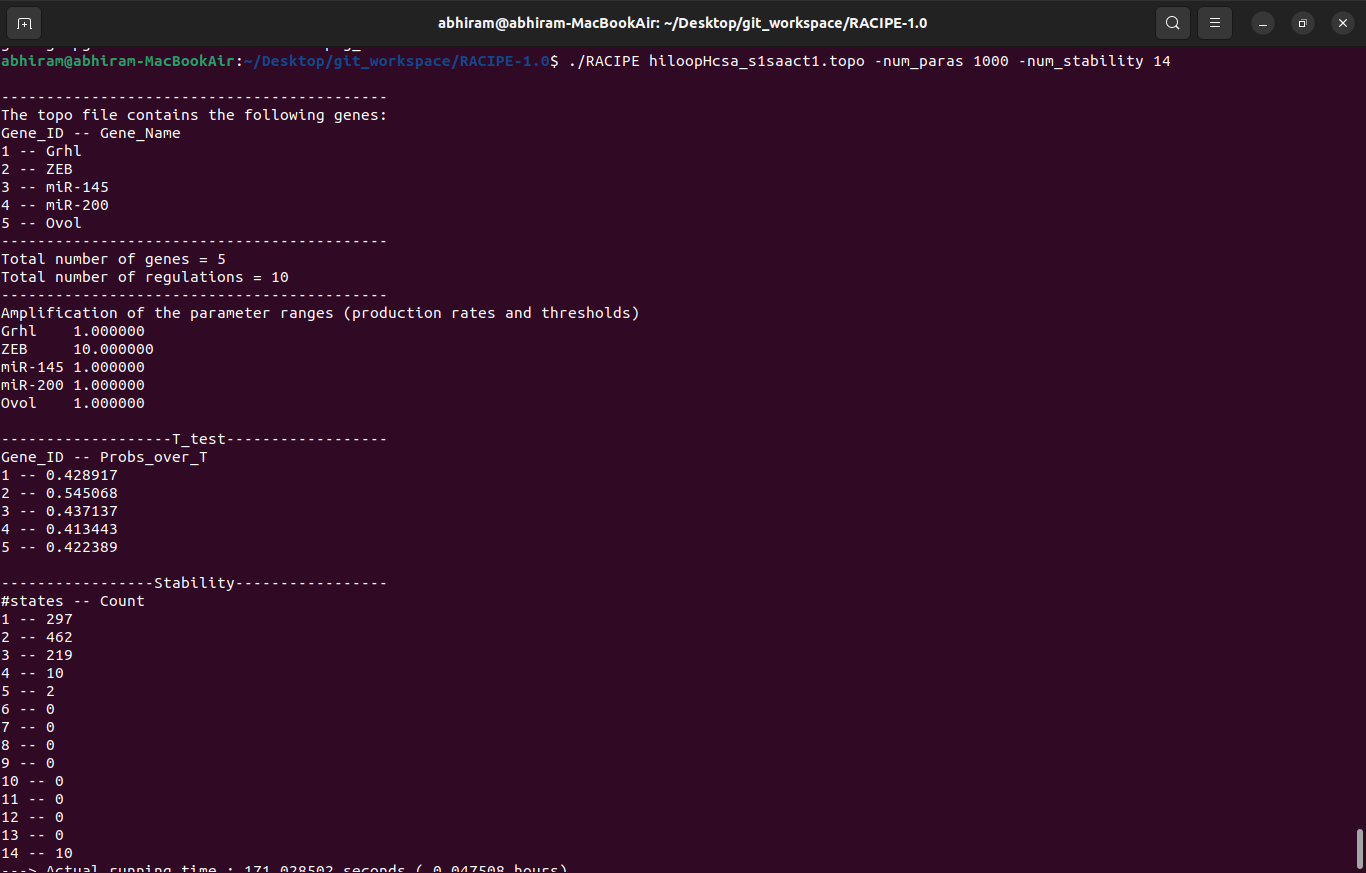 abhiram@abhiram-MacBookAir: ~/Desktop/git_workspace/RACIPE-1.0
abhiram@abhiram-MacBookAir:~/Desktop/git_workspace/RACIPE-1.0$ ./RACIPE hiloopHcsa_s1saact1.topo -num_paras 1000 -num_stability 14
-------------------------------------------
The topo file contains the following genes:
Gene_ID -- Gene_Name
1 -- Grhl
2 -- ZEB
3 -- miR-145
4 -- miR-200
5 -- Ovol
-------------------------------------------
Total number of genes = 5
Total number of regulations = 10
-------------------------------------------
Amplification of the parameter ranges (production rates and thresholds)
Grhl    1.000000
ZEB     10.000000
miR-145 1.000000
miR-200 1.000000
Ovol    1.000000
-------------------T_test------------------
Gene_ID -- Probs_over_T
1 -- 0.428917
2 -- 0.545068
3 -- 0.437137
4 -- 0.413443
5 -- 0.422389
-----------------Stability-----------------
#states -- Count
1 -- 297
2 -- 462
3 -- 219
4 -- 10
5 -- 2
6 -- 0
7 -- 0
8 -- 0
9 -- 0
10 -- 0
11 -- 0
12 -- 0
13 -- 0
14 -- 10
---> Actual running time : 171.028502 seconds ( 0.047508 hours)